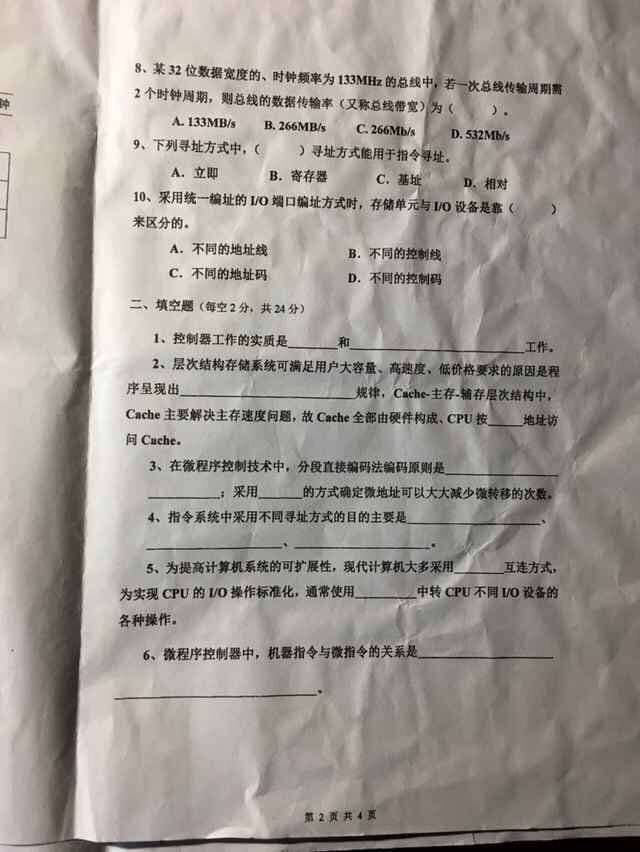 钟
8、某 32 位数据宽度的、时钟频率为 133MHz 的总线中，若一次总线传输周期需
2 个时钟周期，则总线的数据传输率（又称总线带宽）为（　　）。
A. 133MB/s　B. 266MB/s　C. 266Mb/s　D. 532Mb/s
9、下列寻址方式中，（　　）寻址方式能用于指令寻址。
A．立即　B．寄存器　C．基址　D．相对
10、采用统一编址的 I/O 端口编址方式时，存储单元与 I/O 设备是靠（　　）
来区分的。
A．不同的地址线　B．不同的控制线
C．不同的地址码　D．不同的控制码
二、填空题（每空 2 分，共 24 分）
1、控制器工作的实质是______和______________________工作。
2、层次结构存储系统可满足用户大容量、高速度、低价格要求的原因是程
序呈现出______________________规律，Cache-主存-辅存层次结构中，
Cache 主要解决主存速度问题，故 Cache 全部由硬件构成、CPU 按_____地址访
问 Cache。
3、在微程序控制技术中，分段直接编码法编码原则是______________
_________；采用______的方式确定微地址可以大大减少微转移的次数。
4、指令系统中采用不同寻址方式的目的主要是________________、
________________、________________。
5、为提高计算机系统的可扩展性，现代计算机大多采用______互连方式，
为实现 CPU 的 I/O 操作标准化，通常使用________中转 CPU 不同 I/O 设备的
各种操作。
6、微程序控制器中，机器指令与微指令的关系是________________
________________________。
第 2 页 共 4 页